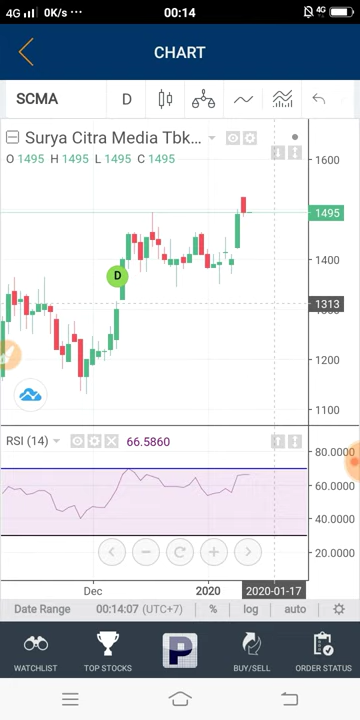 4G 0K/s ··· 00:14 4G
CHART
SCMA D
Surya Citra Media Tbk...
O 1495 H 1495 L 1495 C 1495
1600
1495
1400
D
1313
1200
1100
RSI (14) 66.5860
80.0000
60.0000
40.0000
20.0000
Dec 2020 2020-01-17
Date Range 00:14:07 (UTC+7) % log auto
P
WATCHLIST TOP STOCKS BUY/SELL ORDER STATUS